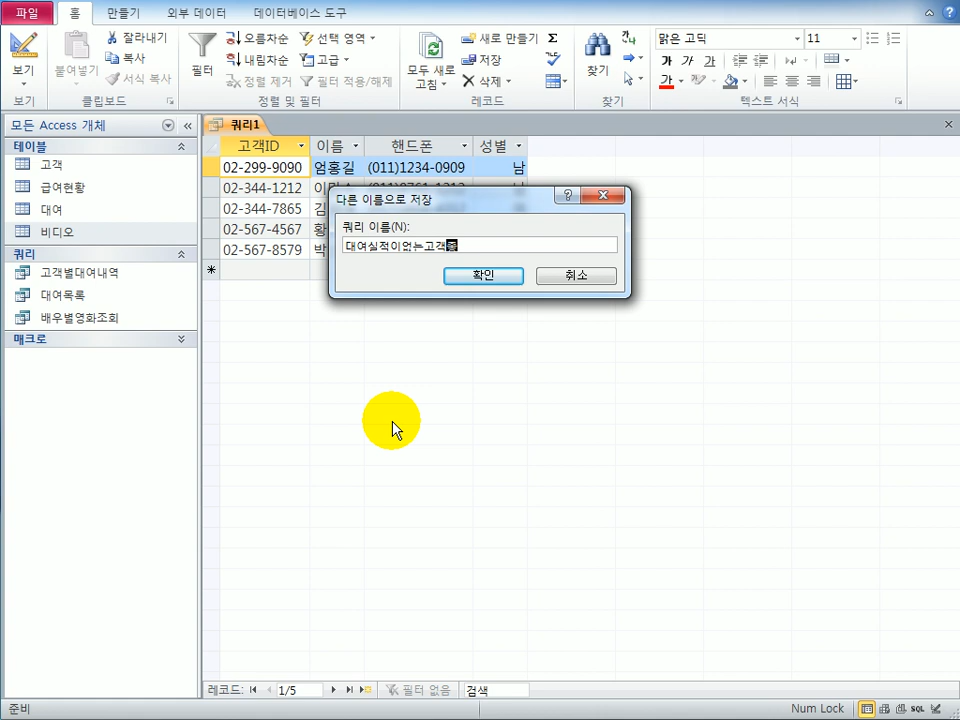 파일 홈 만들기 외부 데이터 데이터베이스 도구
보기
보기
붙여넣기
잘라내기
복사
서식 복사
클립보드
필터
오름차순
내림차순
정렬 제거
선택 영역
고급
필터 적용/해제
정렬 및 필터
모두 새로
고침
새로 만들기
저장
삭제
레코드
찾기
찾기
맑은 고딕 11
가 가 가
가
텍스트 서식
모든 Access 개체
테이블
고객
급여현황
대여
비디오
쿼리
고객별대여내역
대여목록
배우별영화조회
매크로
쿼리1
고객ID 이름 핸드폰 성별
02-299-9090 엄홍길 (011)1234-0909 남
02-344-1212
02-344-7865 김
02-567-4567 황
02-567-8579 박
다른 이름으로 저장
쿼리 이름(N):
대여실적이없는고객
확인 취소
레코드: 1/5 필터 없음 검색
준비 Num Lock SQL